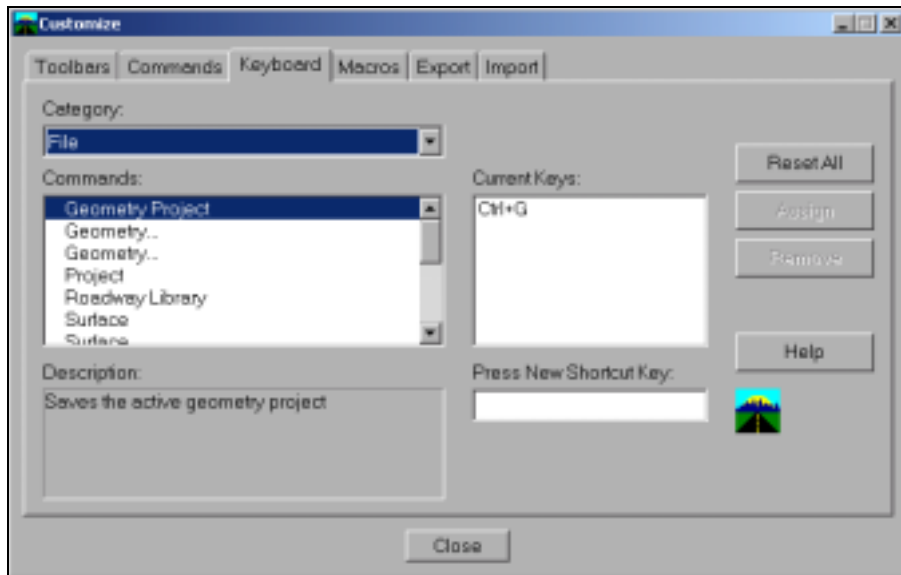 Customize
Toolbars Commands Keyboard Macros Export Import
Category:
File
Commands:
Geometry Project
Geometry...
Geometry...
Project
Roadway Library
Surface
Surface
Current Keys:
Ctrl+G
Reset All
Assign
Remove
Help
Description:
Saves the active geometry project
Press New Shortcut Key:
Close